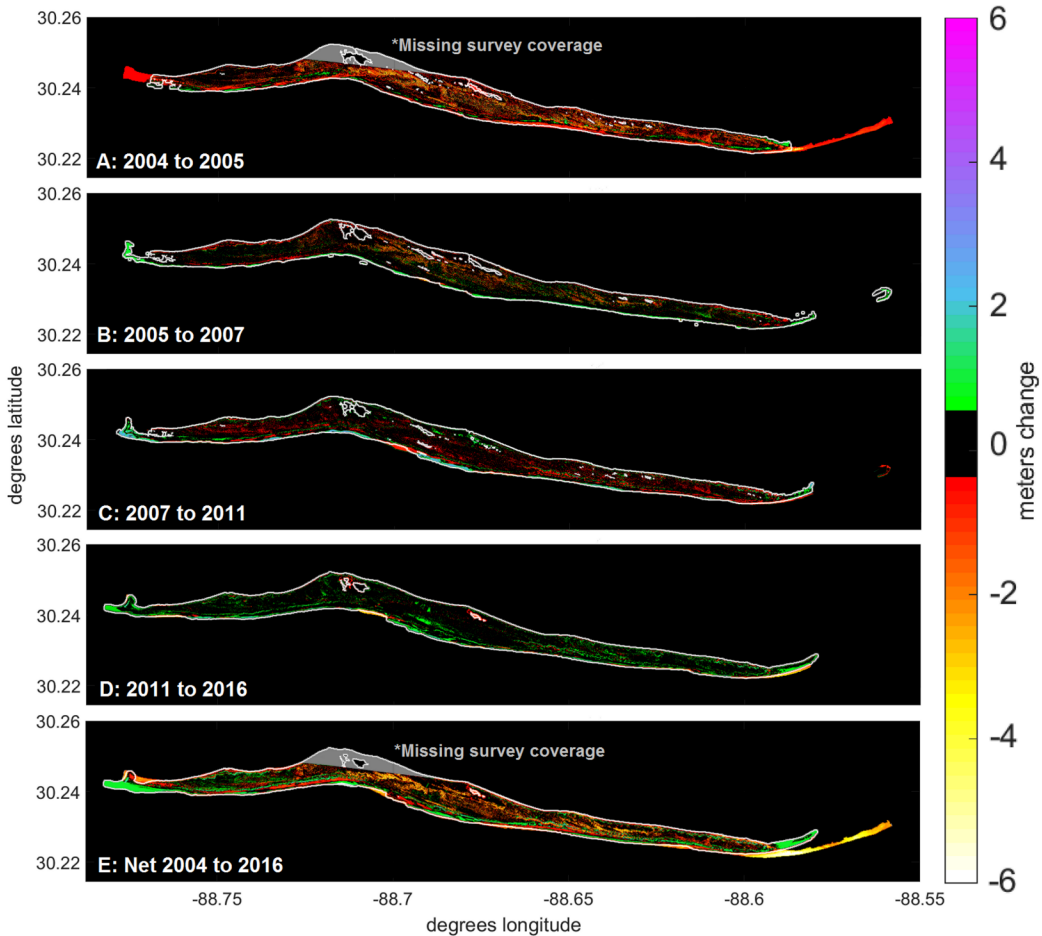 30.26
30.24
30.22
*Missing survey coverage
A: 2004 to 2005
30.26
30.24
30.22
B: 2005 to 2007
30.26
30.24
30.22
C: 2007 to 2011
30.26
30.24
30.22
D: 2011 to 2016
30.26
30.24
30.22
*Missing survey coverage
E: Net 2004 to 2016
-88.75
-88.7
-88.65
-88.6
-88.55
degrees longitude
degrees latitude
6
4
2
0
-2
-4
-6
meters change